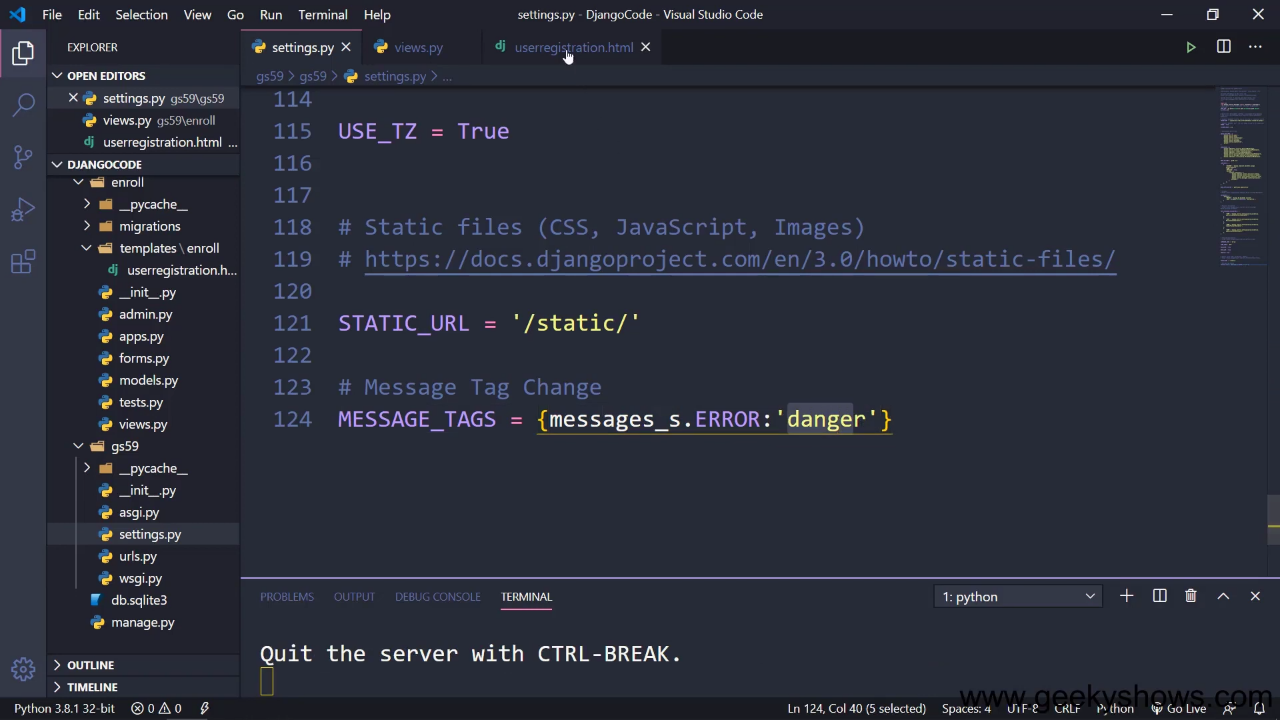 File Edit Selection View Go Run Terminal Help
settings.py - DjangoCode - Visual Studio Code
EXPLORER
OPEN EDITORS
settings.py gs59\gs59
views.py gs59\enroll
userregistration.html ...
DJANGOCODE
enroll
__pycache__
migrations
templates \ enroll
userregistration.h...
__init__.py
admin.py
apps.py
forms.py
models.py
tests.py
views.py
gs59
__pycache__
__init__.py
asgi.py
settings.py
urls.py
wsgi.py
db.sqlite3
manage.py
OUTLINE
TIMELINE
settings.py views.py userregistration.html
gs59 > gs59 > settings.py > ...
114
115 USE_TZ = True
116
117
118 # Static files (CSS, JavaScript, Images)
119 # https://docs.djangoproject.com/en/3.0/howto/static-files/
120
121 STATIC_URL = '/static/'
122
123 # Message Tag Change
124 MESSAGE_TAGS = {messages_s.ERROR:'danger'}
PROBLEMS OUTPUT DEBUG CONSOLE TERMINAL 1: python
Quit the server with CTRL-BREAK.
www.geekyshows.com
Python 3.8.1 32-bit 0 0 Ln 124, Col 40 (5 selected) Spaces: 4 UTF-8 CRLF Python Go Live